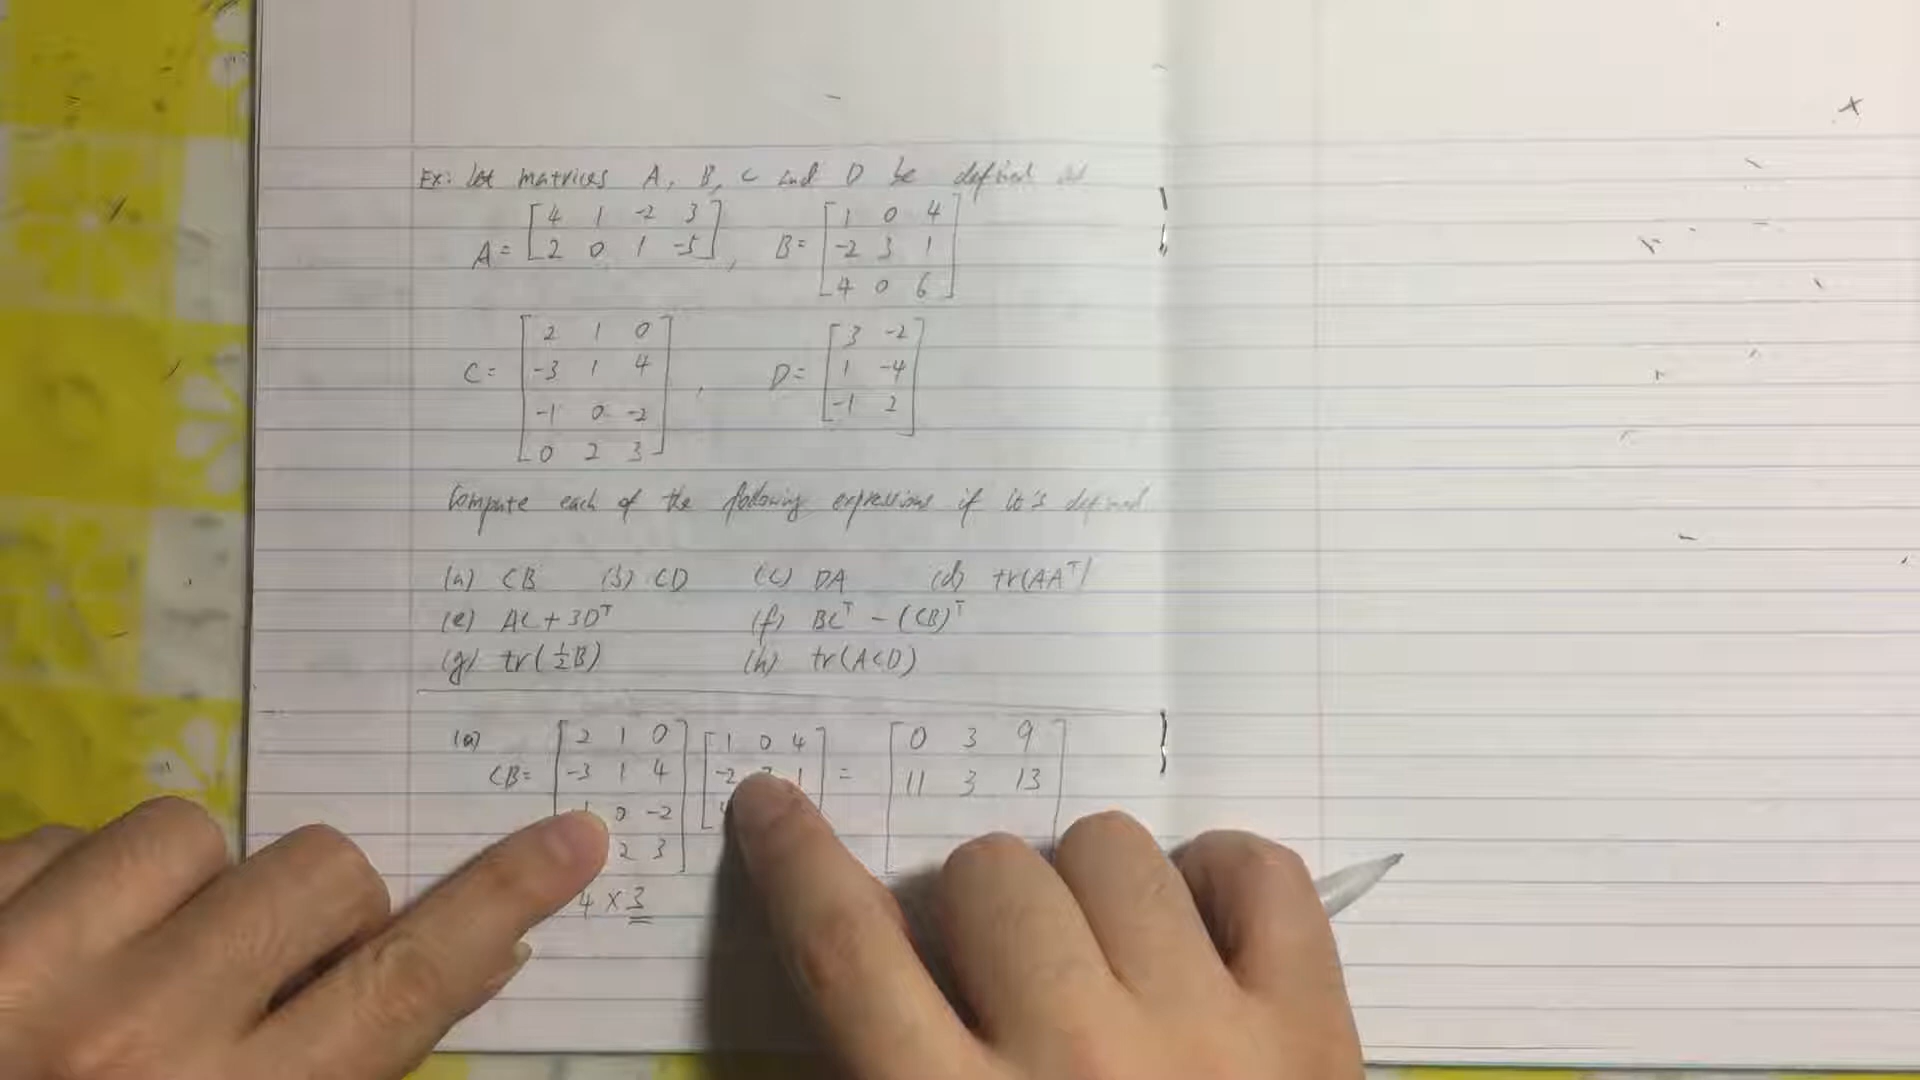 Ex: Let matrices A, B, C and D be defined as
A = [4 1 -2 3; 2 0 1 -5], B = [1 0 4; -2 3 1; 4 0 6]
C = [2 1 0; -3 1 4; -1 0 -2; 0 2 3], D = [3 -2; 1 -4; -1 2]
Compute each of the following expressions if it's defined
(a) CB (b) CD (c) DA (d) tr(AAᵀ)
(e) AC + 3Dᵀ (f) BCᵀ - (CB)ᵀ
(g) tr(½B) (h) tr(ACD)
(a)
CB = [2 1 0; -3 1 4; 0 -2; 2 3] [1 0 4; -2 1] = [0 3 9; 11 3 13]
4 × 3